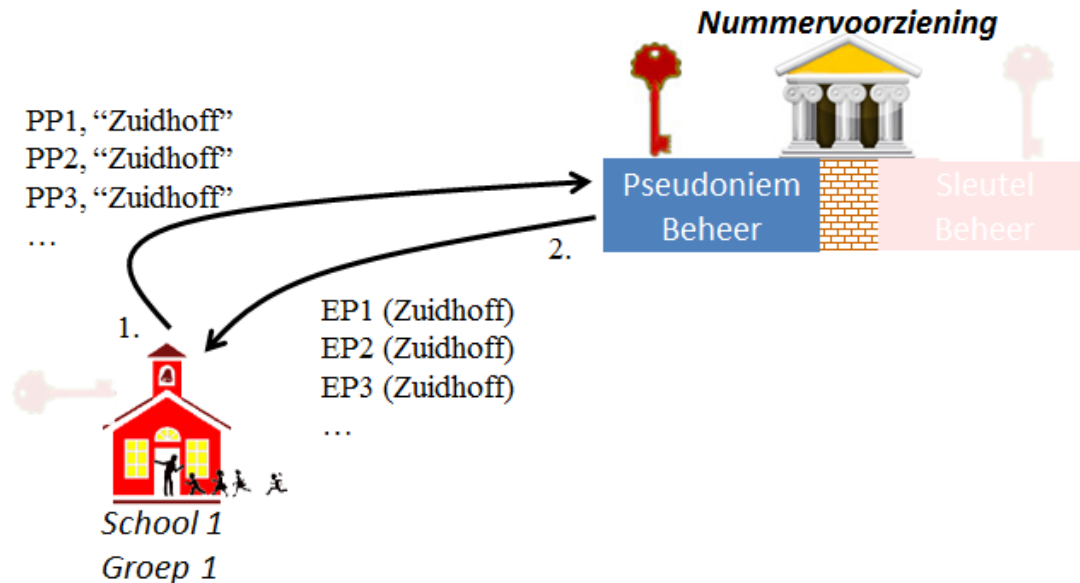 Nummervoorziening
PP1, “Zuidhoff”
PP2, “Zuidhoff”
PP3, “Zuidhoff”
…
Pseudoniem
Beheer
Sleutel
Beheer
2.
1.
EP1 (Zuidhoff)
EP2 (Zuidhoff)
EP3 (Zuidhoff)
…
School 1
Groep 1